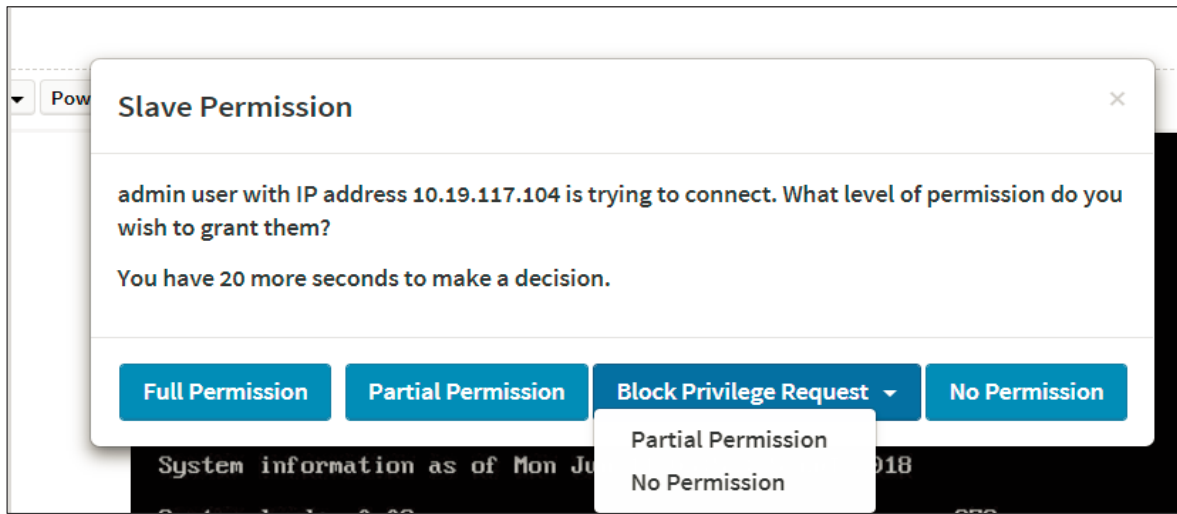 Pow
Slave Permission
×
admin user with IP address 10.19.117.104 is trying to connect. What level of permission do you
wish to grant them?
You have 20 more seconds to make a decision.
Full Permission Partial Permission Block Privilege Request No Permission
Partial Permission
No Permission
System information as of Mon Ju 018